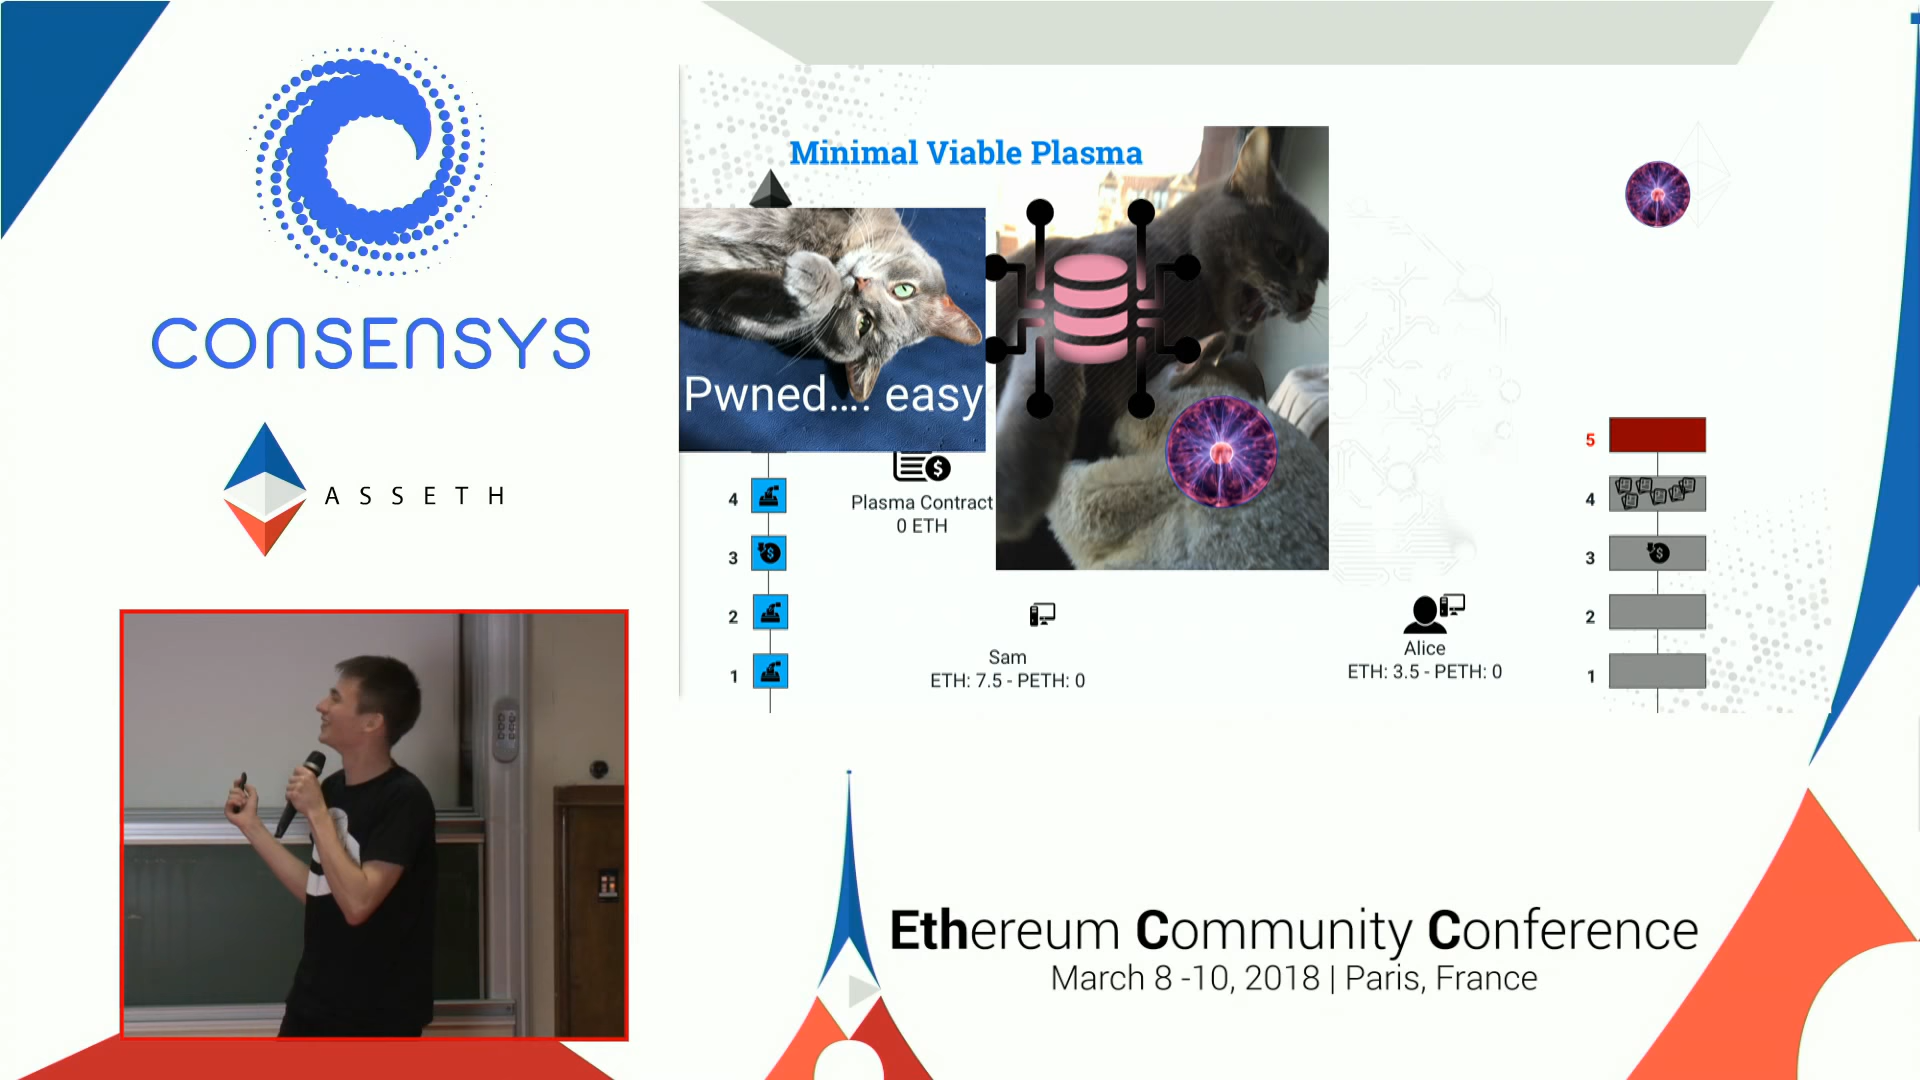 CONSENSYS
ASSETH
Minimal Viable Plasma
Pwned.... easy
Plasma Contract
0 ETH
4
3
2
1
Sam
ETH: 7.5 - PETH: 0
Alice
ETH: 3.5 - PETH: 0
5
4
3
2
1
Ethereum Community Conference
March 8 -10, 2018 | Paris, France